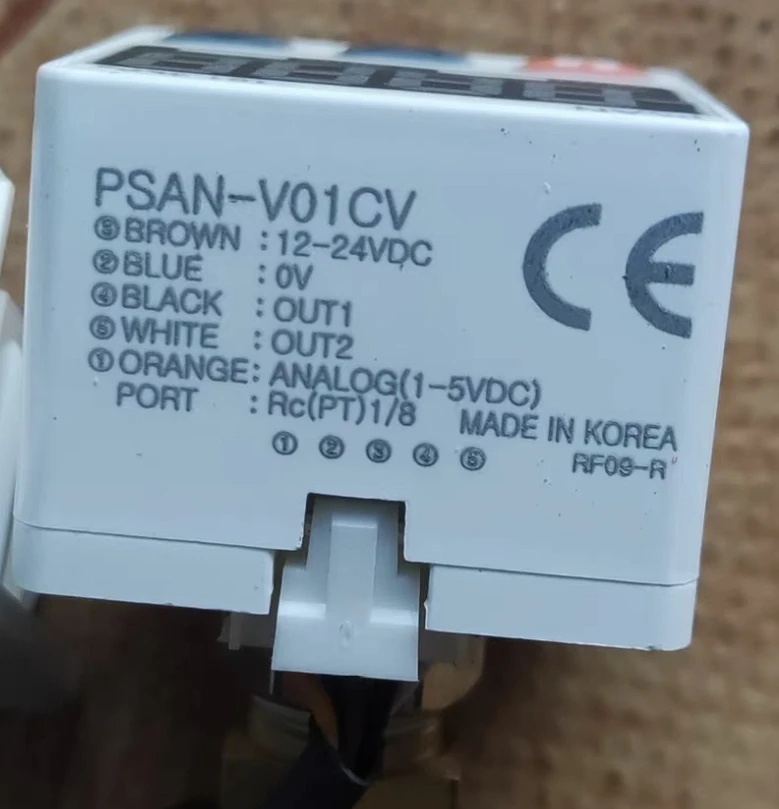 PSAN-V01CV
③BROWN :12-24VDC
②BLUE :0V
④BLACK :OUT1
⑤WHITE :OUT2
①ORANGE:ANALOG(1-5VDC)
PORT :Rc(PT)1/8 MADE IN KOREA
① ② ③ ④ ⑤ RF09-R
CE